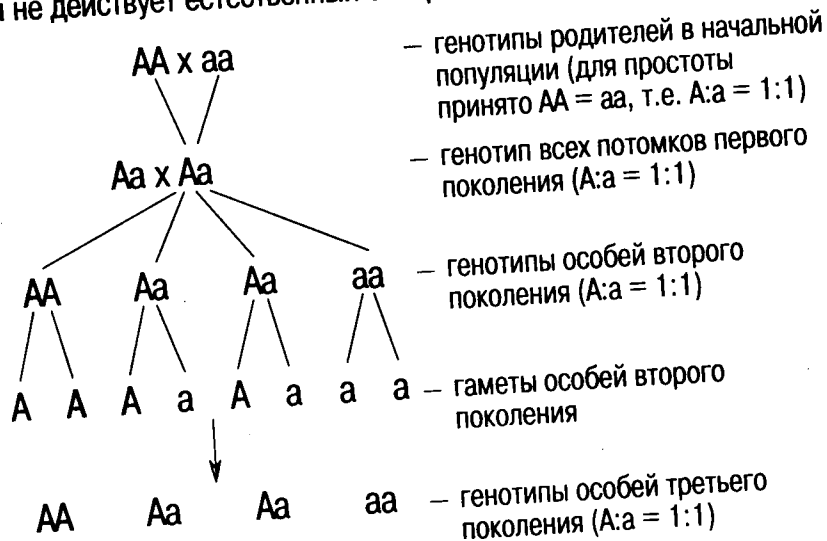 не действует
АА х аа
– генотипы родителей в начальной
популяции (для простоты
принято АА = аа, т.е. А:а = 1:1)
Аа х Аа
– генотип всех потомков первого
поколения (А:а = 1:1)
АА Аа Аа аа
– генотипы особей второго
поколения (А:а = 1:1)
А А А а А а а а
– гаметы особей второго
поколения
АА Аа Аа аа
– генотипы особей третьего
поколения (А:а = 1:1)